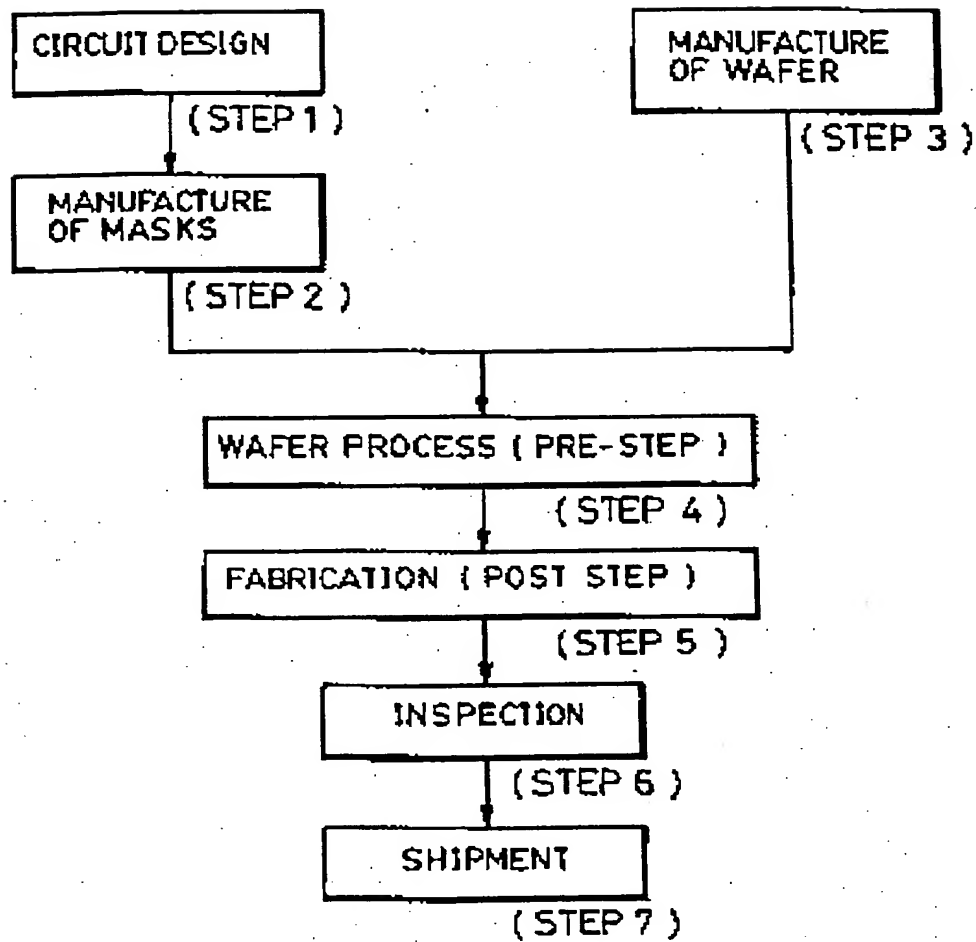 CIRCUIT DESIGN
(STEP 1)
MANUFACTURE
OF MASKS
(STEP 2)
MANUFACTURE
OF WAFER
(STEP 3)
WAFER PROCESS (PRE-STEP)
(STEP 4)
FABRICATION (POST STEP)
(STEP 5)
INSPECTION
(STEP 6)
SHIPMENT
(STEP 7)